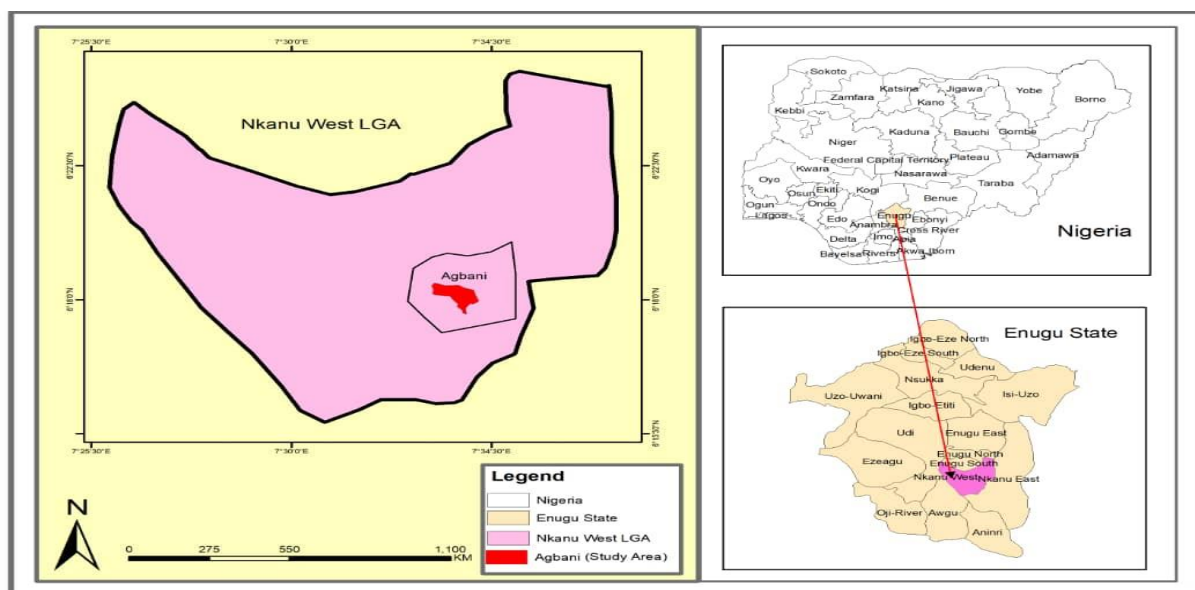 7°25'30"E
7°30'0"E
7°34'30"E
Nkanu West LGA
Agbani
6°22'30"N
6°18'0"N
6°13'30"N
6°22'30"N
6°18'0"N
6°13'30"N
7°25'30"E
7°30'0"E
7°34'30"E
N
0 275 550 1,100
KM
Legend
Nigeria
Enugu State
Nkanu West LGA
Agbani (Study Area)
Sokoto
Zamfara
Katsina
Jigawa
Yobe
Kebbi
Kano
Borno
Kaduna
Bauchi
Gombe
Niger
Adamawa
Federal Capital Territory
Plateau
Kwara
Nasarawa
Oyo
Taraba
Osun
Ekiti
Kogi
Benue
Ogun
Ondo
Lagos
Edo
Enugu
Ebonyi
Anambra
Cross River
Delta
Imo
Abia
Bayelsa
Rivers
Akwa Ibom
Nigeria
Enugu State
Igbo-Eze North
Igbo-Eze South
Udenu
Nsukka
Uzo-Uwani
Isi-Uzo
Igbo-Etiti
Udi
Enugu East
Enugu North
Ezeagu
Enugu South
Nkanu West
Nkanu East
Oji-River
Awgu
Aninri